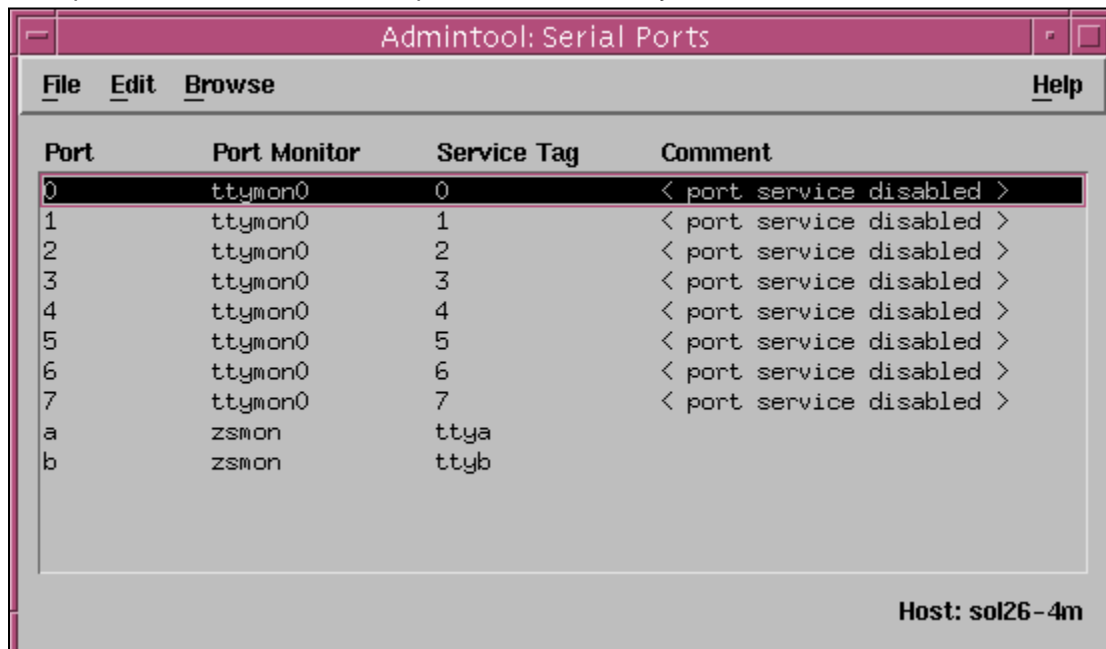 Admintool: Serial Ports
File Edit Browse Help
Port Port Monitor Service Tag Comment
0 ttymon0 0 < port service disabled >
1 ttymon0 1 < port service disabled >
2 ttymon0 2 < port service disabled >
3 ttymon0 3 < port service disabled >
4 ttymon0 4 < port service disabled >
5 ttymon0 5 < port service disabled >
6 ttymon0 6 < port service disabled >
7 ttymon0 7 < port service disabled >
a zsmon ttya
b zsmon ttyb
Host: sol26-4m